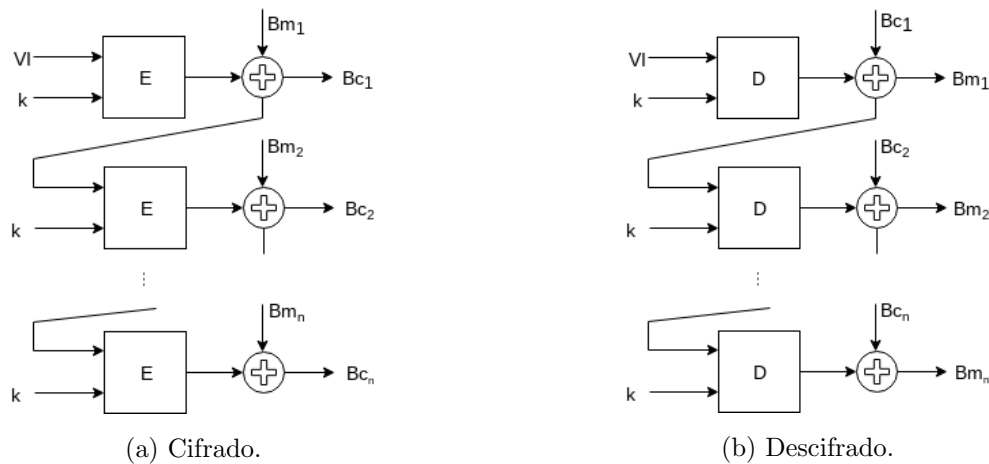 Bm1
VI
E
Bc1
k
Bm2
E
Bc2
k
Bmn
E
Bcn
k
(a) Cifrado.
Bc1
VI
D
Bm1
k
Bc2
D
Bm2
k
Bcn
D
Bmn
k
(b) Descifrado.